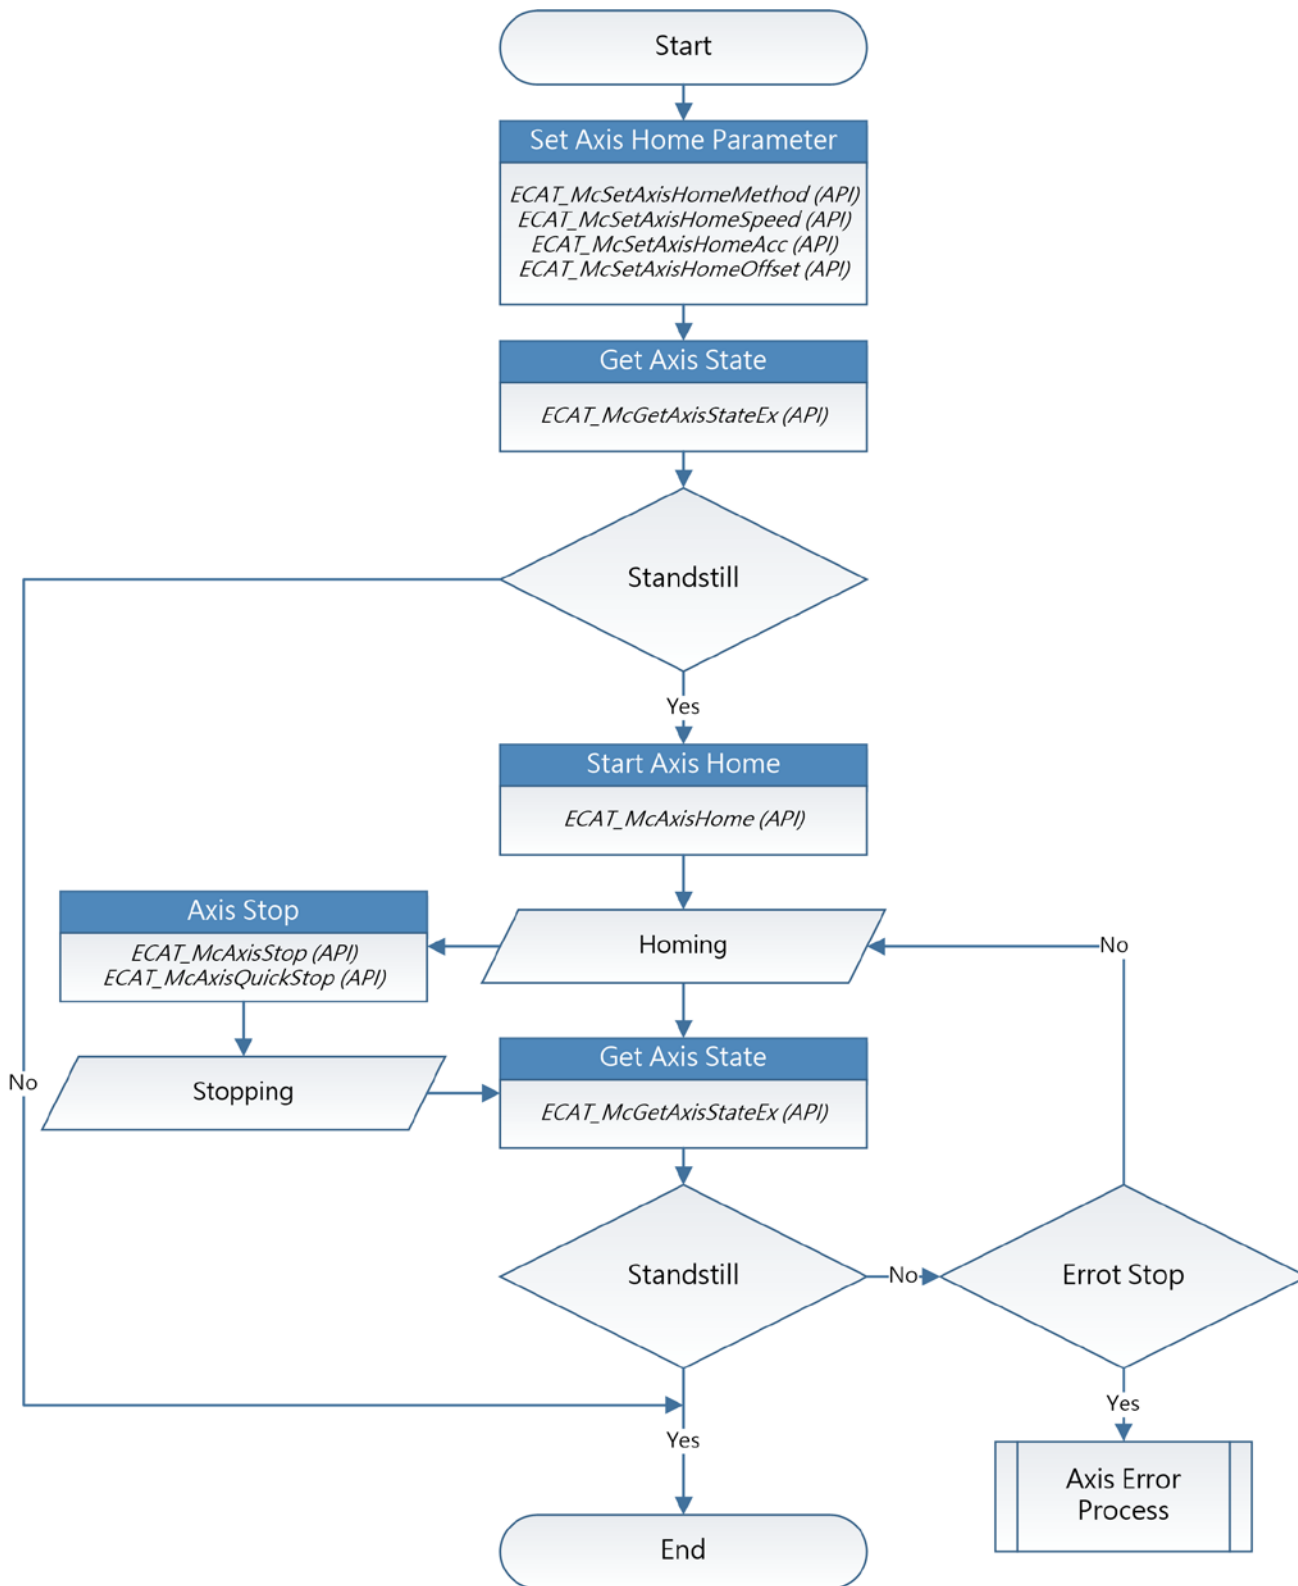 Start
Set Axis Home Parameter
ECAT_McSetAxisHomeMethod (API)
ECAT_McSetAxisHomeSpeed (API)
ECAT_McSetAxisHomeAcc (API)
ECAT_McSetAxisHomeOffset (API)
Get Axis State
ECAT_McGetAxisStateEx (API)
Standstill
Yes
Start Axis Home
ECAT_McAxisHome (API)
Axis Stop
ECAT_McAxisStop (API)
ECAT_McAxisQuickStop (API)
Homing
No
Stopping
No
Get Axis State
ECAT_McGetAxisStateEx (API)
Standstill
No
Errot Stop
Yes
Yes
Axis Error
Process
End